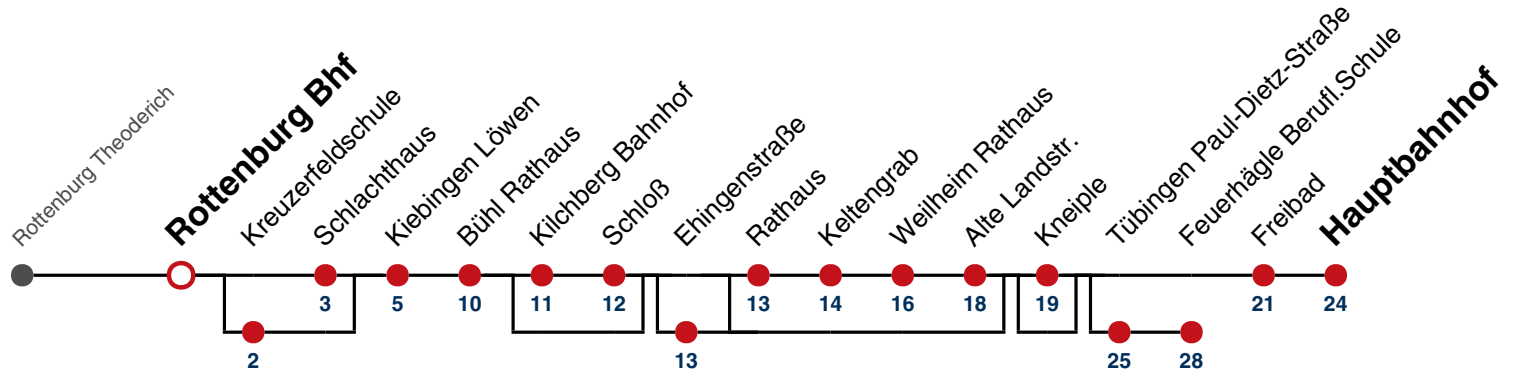 Rottenburg Theoderich
Rottenburg Bhf
Kreuzerfeldschule
Schlachthaus
Kiebingen Löwen
Bühl Rathaus
Kilchberg Bahnhof
Schloß
Ehingenstraße
Rathaus
Keltengrab
Weilheim Rathaus
Alte Landstr.
Kneiple
Tübingen Paul-Dietz-Straße
Feuerhägle Berufl.Schule
Freibad
Hauptbahnhof
3 5 10 11 12 13 14 16 18 19 21 24
2 13 25 28